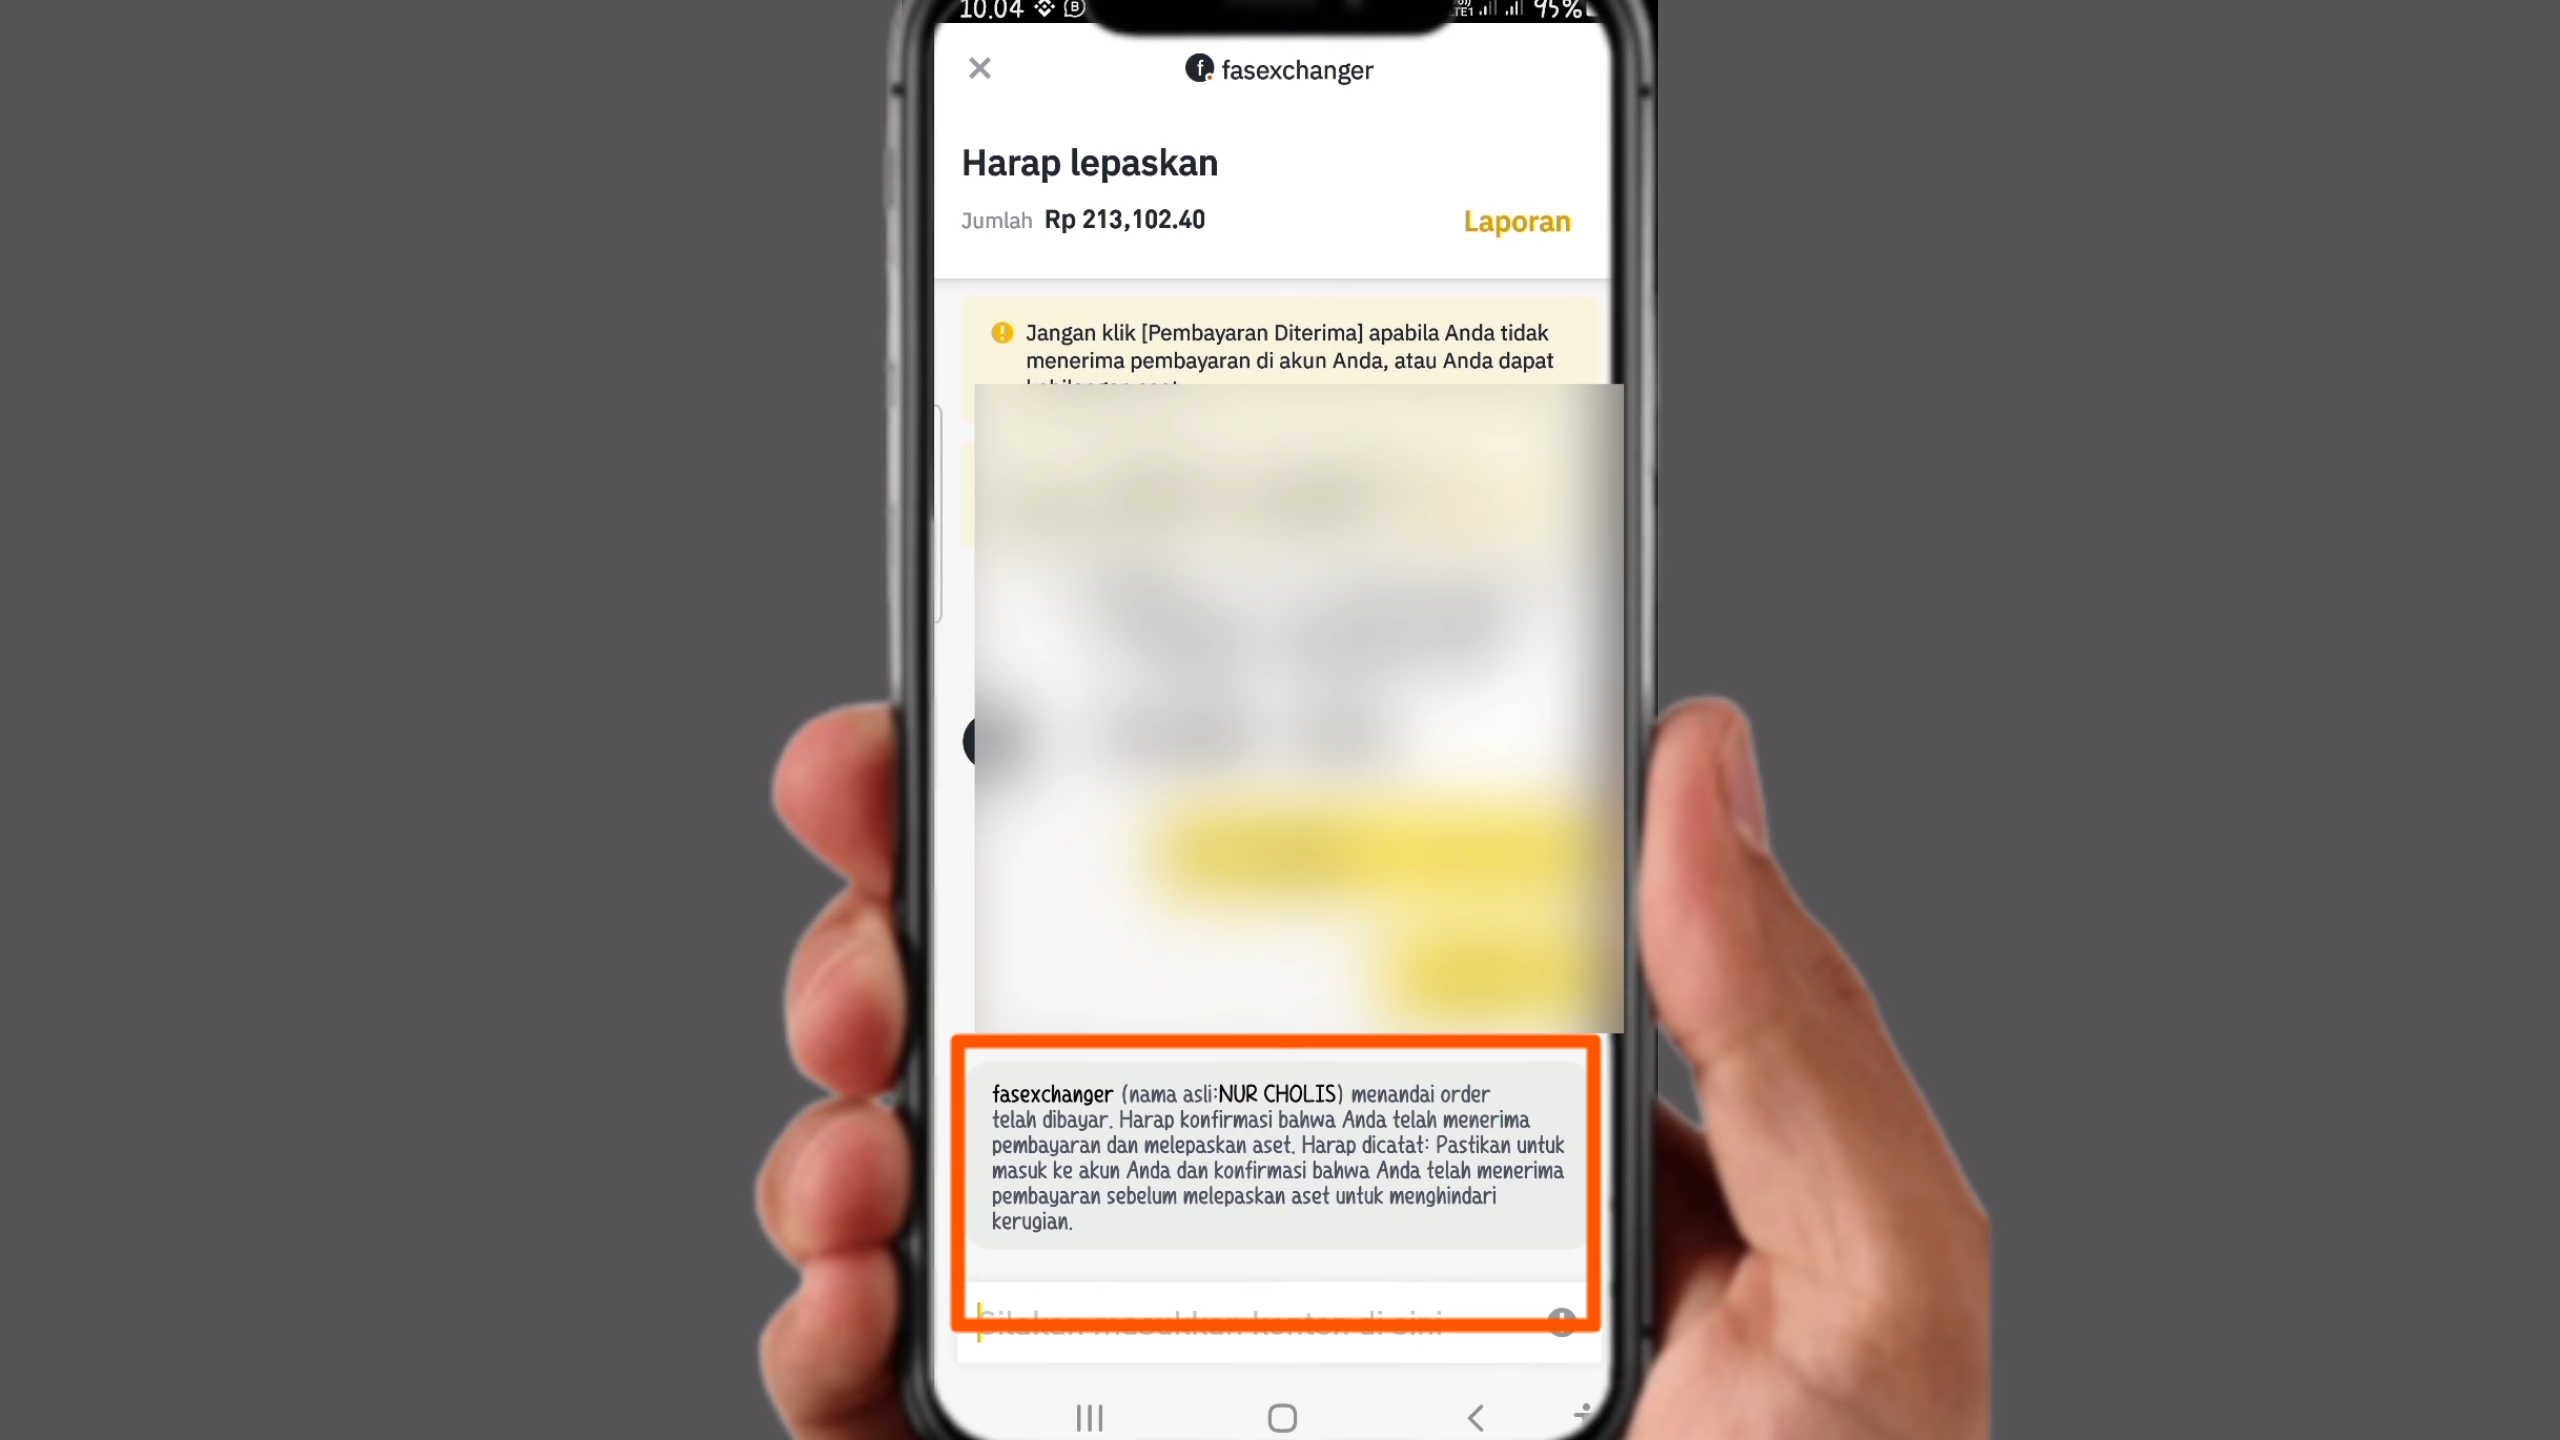 10.04 95%
fasexchanger
Harap lepaskan
Jumlah Rp 213,102.40
Laporan
Jangan klik [Pembayaran Diterima] apabila Anda tidak
menerima pembayaran di akun Anda, atau Anda dapat
fasexchanger (nama asli:NUR CHOLIS) menandai order
telah dibayar. Harap konfirmasi bahwa Anda telah menerima
pembayaran dan melepaskan aset. Harap dicatat: Pastikan untuk
masuk ke akun Anda dan konfirmasi bahwa Anda telah menerima
pembayaran sebelum melepaskan aset untuk menghindari
kerugian.